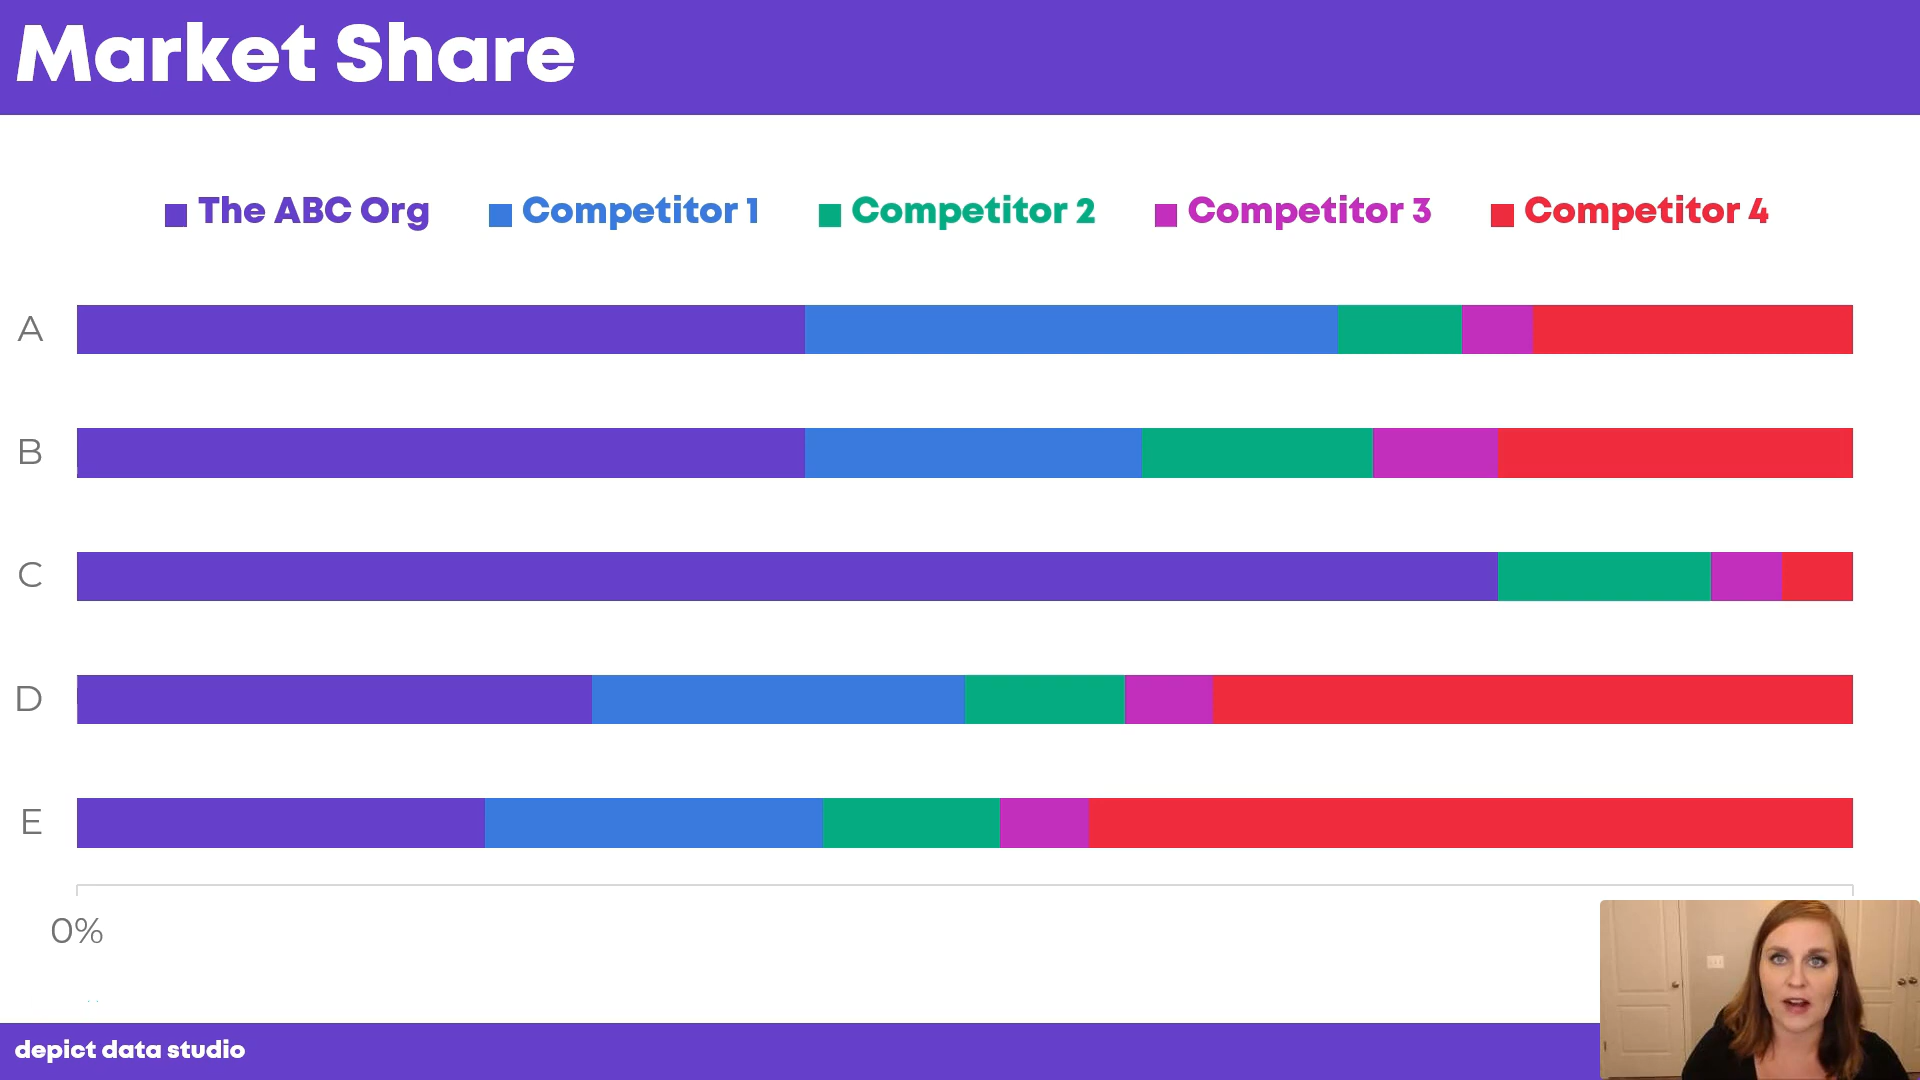 Market Share
The ABC Org Competitor 1 Competitor 2 Competitor 3 Competitor 4
A
B
C
D
E
0%
depict data studio